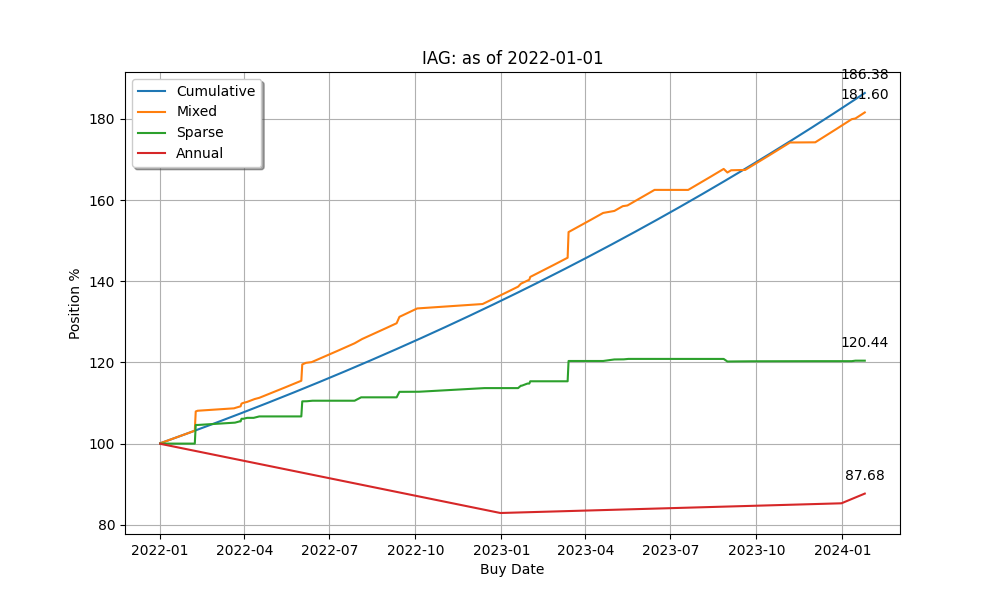 IAG: as of 2022-01-01
Cumulative
Mixed
Sparse
Annual
186.38
181.60
120.44
87.68
Position %
180
160
140
120
100
80
2022-01 2022-04 2022-07 2022-10 2023-01 2023-04 2023-07 2023-10 2024-01
Buy Date